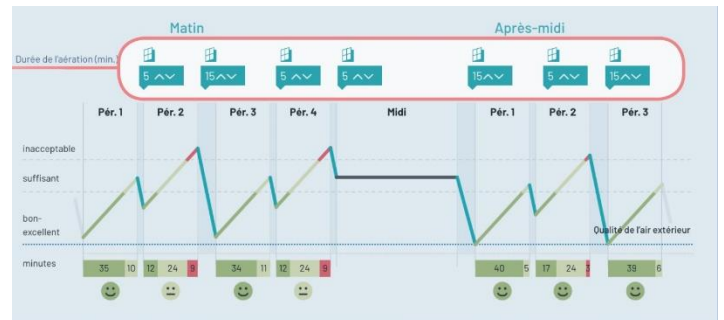 Matin
Après-midi
Durée de l'aération (min.)
5
15
5
5
15
5
15
Pér. 1
Pér. 2
Pér. 3
Pér. 4
Midi
Pér. 1
Pér. 2
Pér. 3
inacceptable
suffisant
bon-
excellent
Qualité de l'air extérieur
minutes
35 10 12 24 9 34 11 12 24 9 40 5 17 24 3 39 6